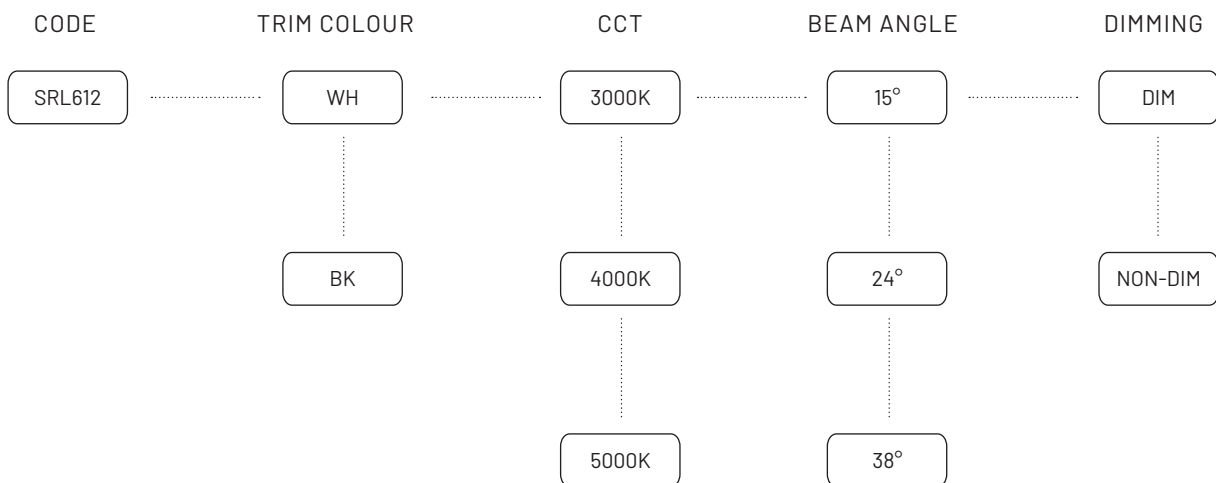 CODE TRIM COLOUR CCT BEAM ANGLE DIMMING
SRL612 WH 3000K 15° DIM
BK 4000K 24° NON-DIM
5000K 38°